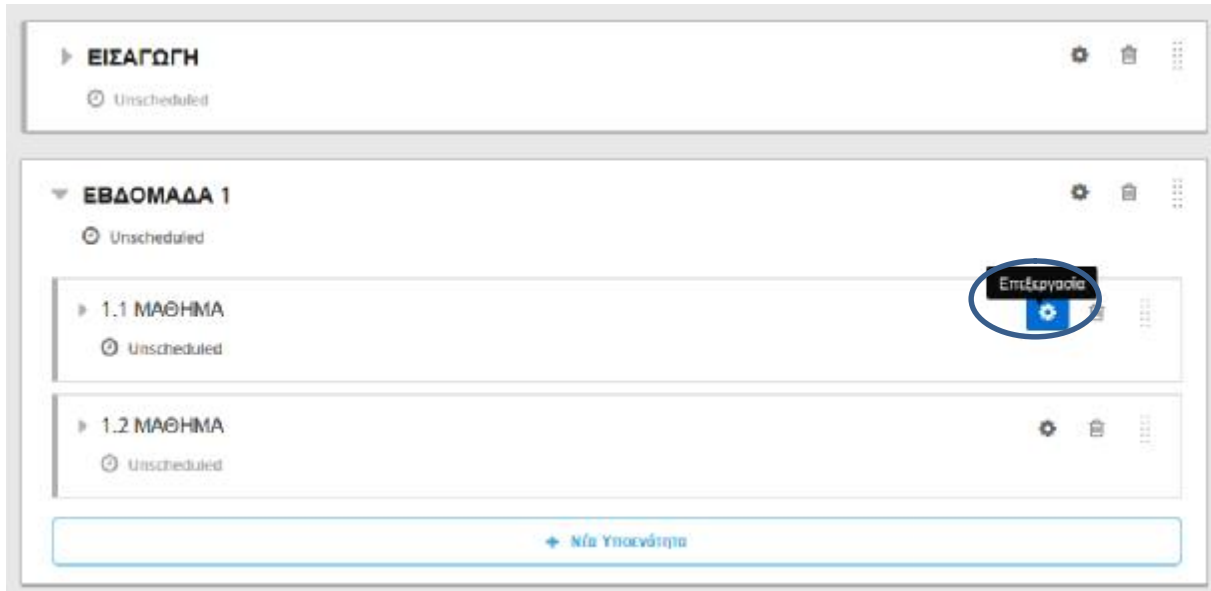 ΕΙΣΑΓΩΓΗ
Unscheduled
ΕΒΔΟΜΑΔΑ 1
Unscheduled
Επεξεργασία
1.1 ΜΑΘΗΜΑ
Unscheduled
1.2 ΜΑΘΗΜΑ
Unscheduled
+ Νέα Υποενότητα